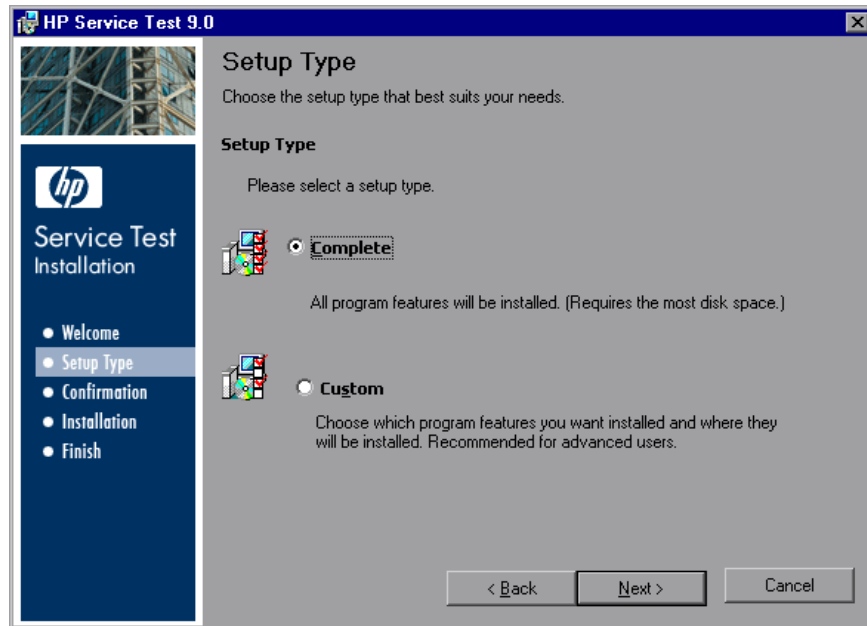 HP Service Test 9.0
Setup Type
Choose the setup type that best suits your needs.
Setup Type
Please select a setup type.
hp
Service Test
Installation
Complete
All program features will be installed. (Requires the most disk space.)
Welcome
Setup Type
Confirmation
Installation
Finish
Custom
Choose which program features you want installed and where they
will be installed. Recommended for advanced users.
< Back
Next >
Cancel